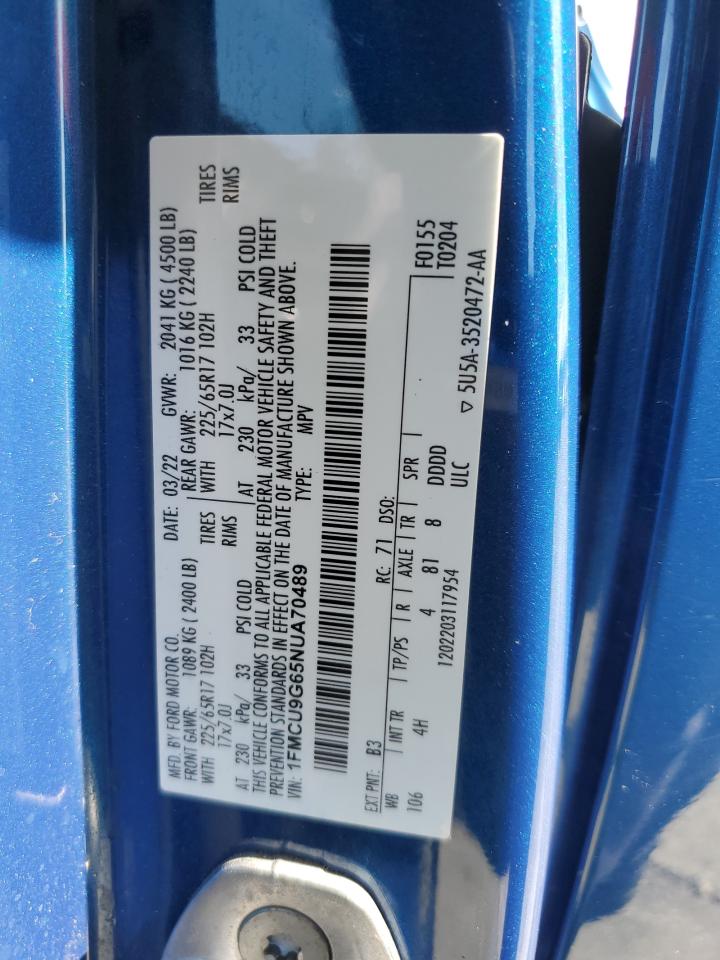 MFD. BY FORD MOTOR CO. DATE: 03/22 GVWR: 2041 KG ( 4500 LB)
FRONT GAWR: 1089 KG ( 2400 LB) REAR GAWR: 1016 KG ( 2240 LB)
WITH 225/65R17 102H TIRES WITH 225/65R17 102H TIRES
17x7.0J RIMS 17x7.0J RIMS
AT 230 kPa/ 33 PSI COLD AT 230 kPa/ 33 PSI COLD
THIS VEHICLE CONFORMS TO ALL APPLICABLE FEDERAL MOTOR VEHICLE SAFETY AND THEFT
PREVENTION STANDARDS IN EFFECT ON THE DATE OF MANUFACTURE SHOWN ABOVE.
VIN: 1FMCU9G65NUA70489 TYPE: MPV
EXT PNT: B3 RC: 71 DSO:
WB INT TR TP/PS R AXLE TR SPR F0155
106 4H 4 81 8 DDDD T0204
1202203117954 ULC 5U5A-3520472-AA